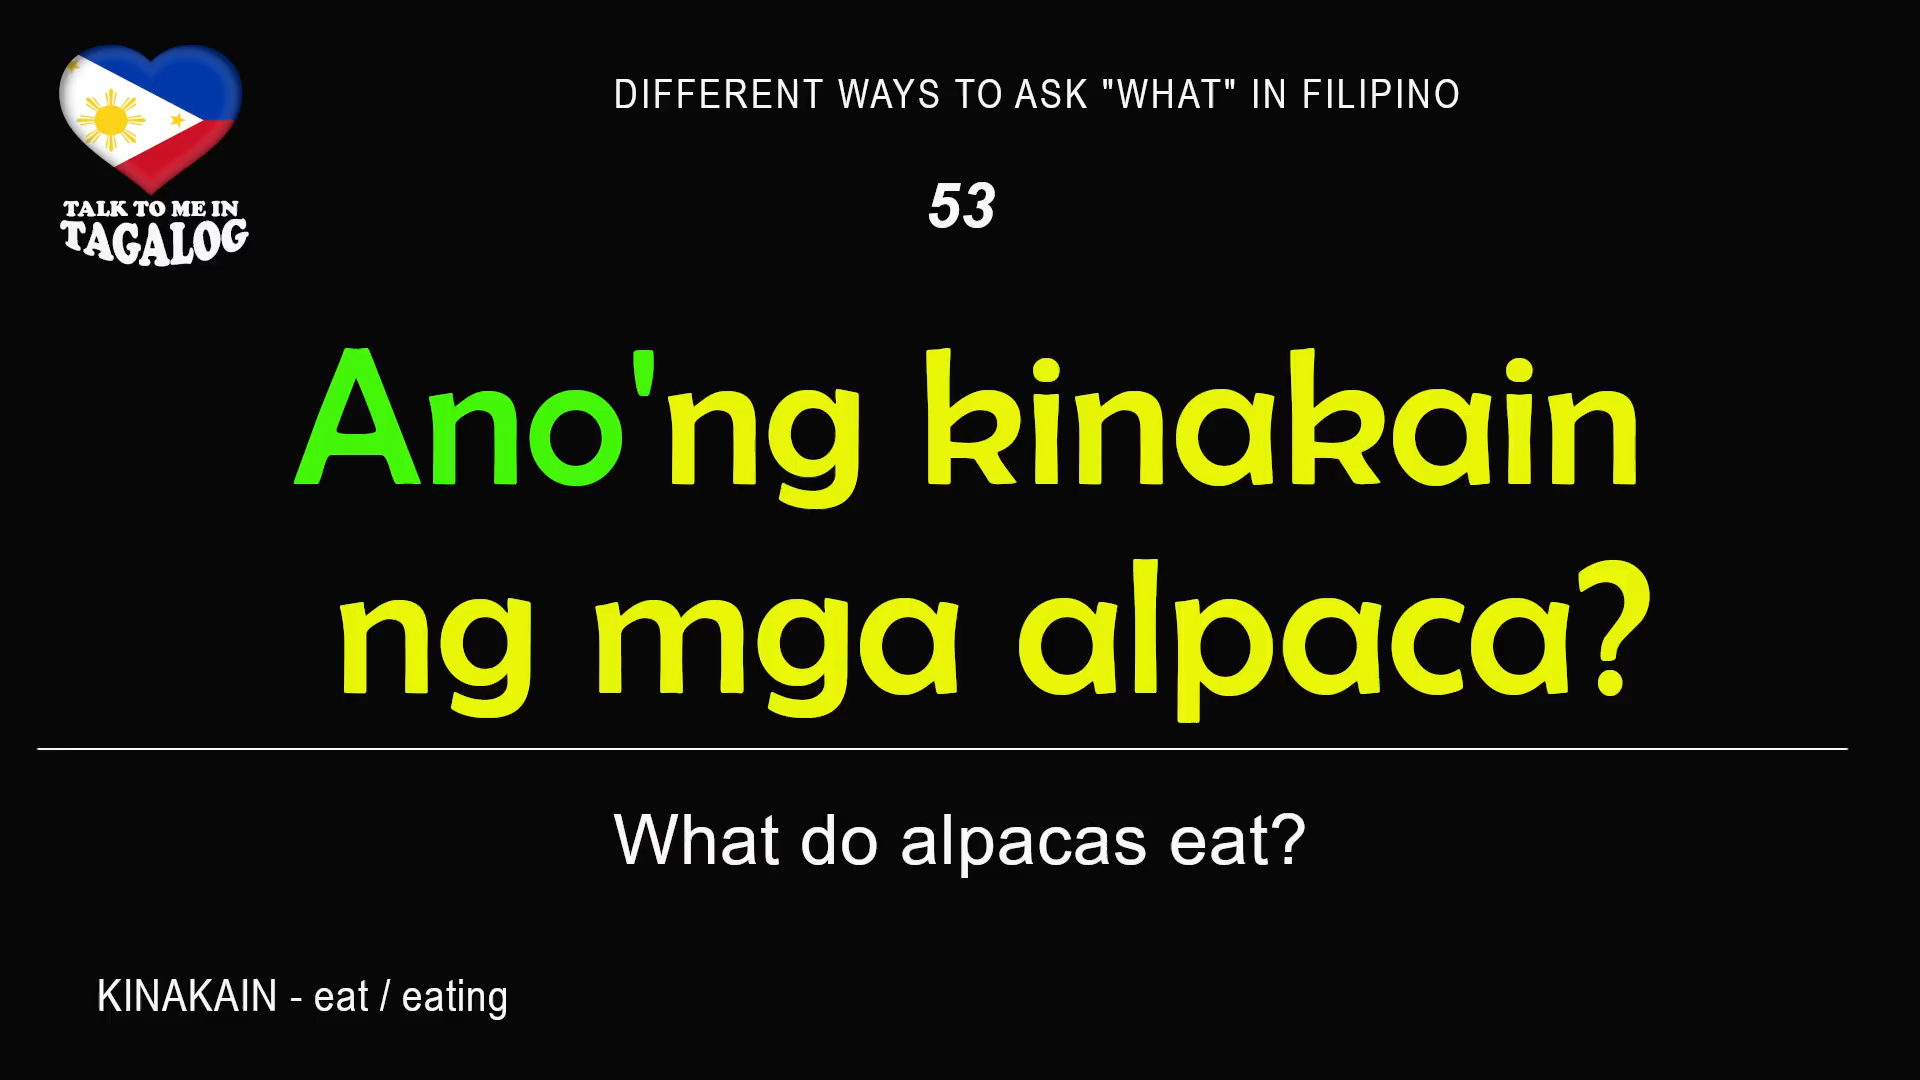 TALK TO ME IN
TAGALOG
DIFFERENT WAYS TO ASK "WHAT" IN FILIPINO
53
Ano'ng kinakain
ng mga alpaca?
What do alpacas eat?
KINAKAIN - eat / eating